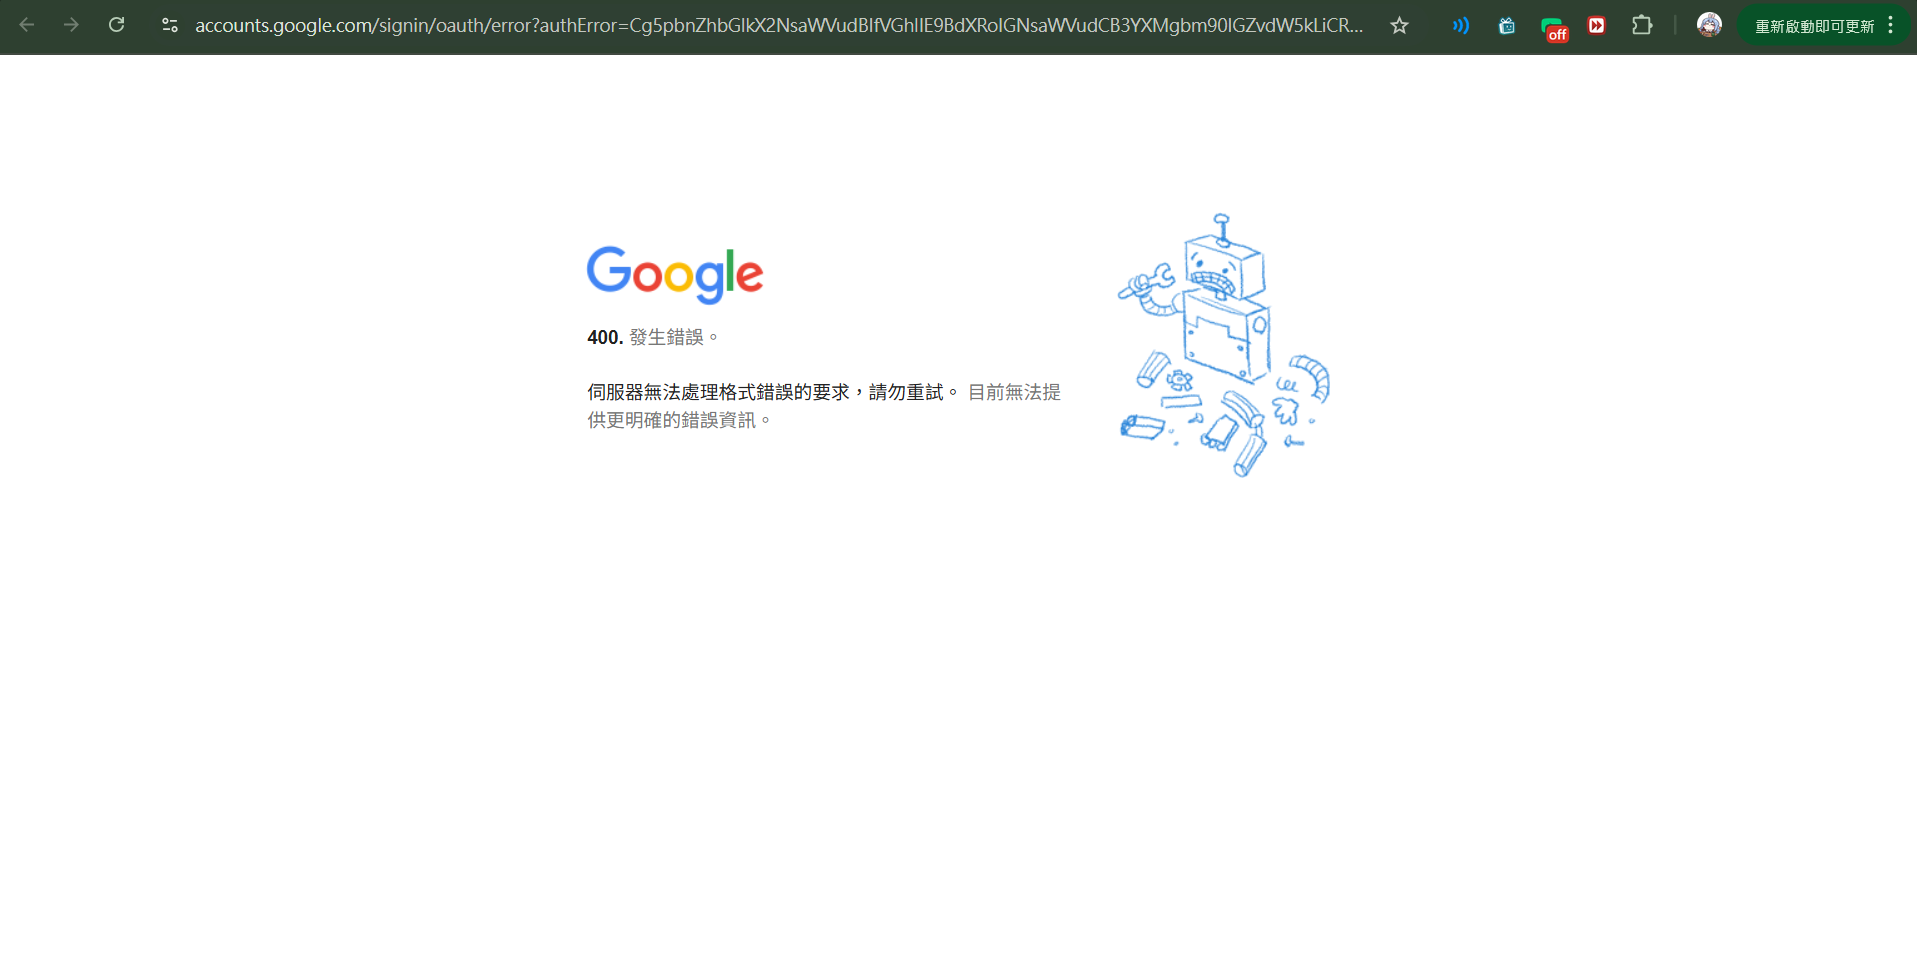 accounts.google.com/signin/oauth/error?authError=Cg5pbnZhbGlkX2NsaWVudBIfVGhlIE9BdXRoIGNsaWVudCB3YXMgbm90IGZvdW5kLiCR...
off
重新啟動即可更新
Google
400. 發生錯誤。
伺服器無法處理格式錯誤的要求，請勿重試。 目前無法提
供更明確的錯誤資訊。